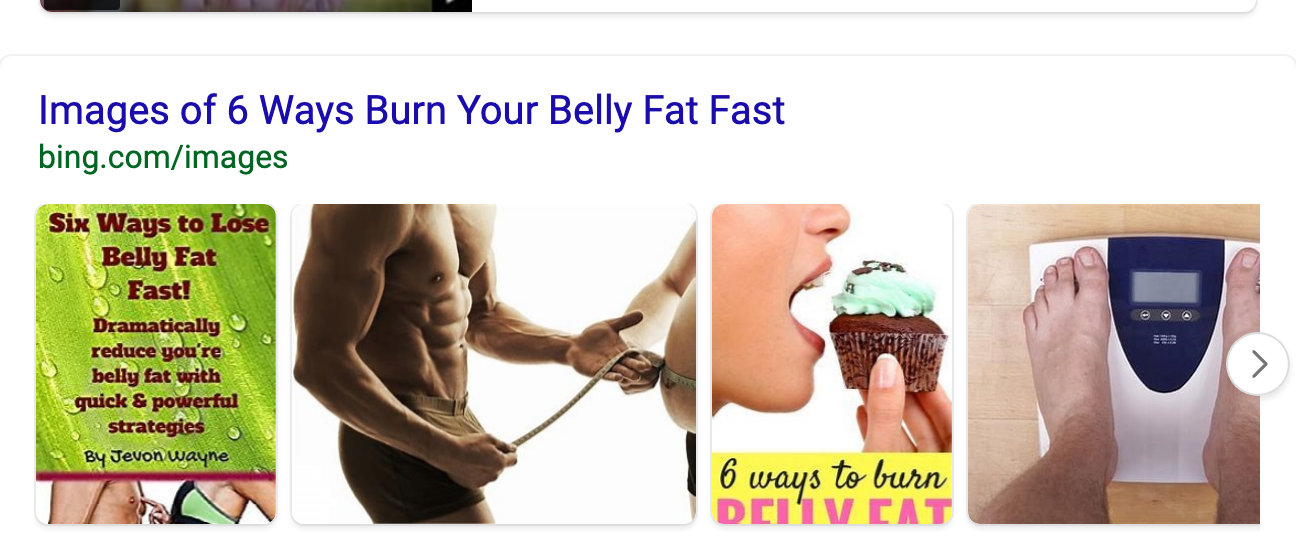 Images of 6 Ways Burn Your Belly Fat Fast
bing.com/images
Six Ways to Lose
Belly Fat
Fast!
Dramatically
reduce you're
belly fat with
quick & powerful
strategies
By Jevon Wayne
6 ways to burn
BELLY FAT